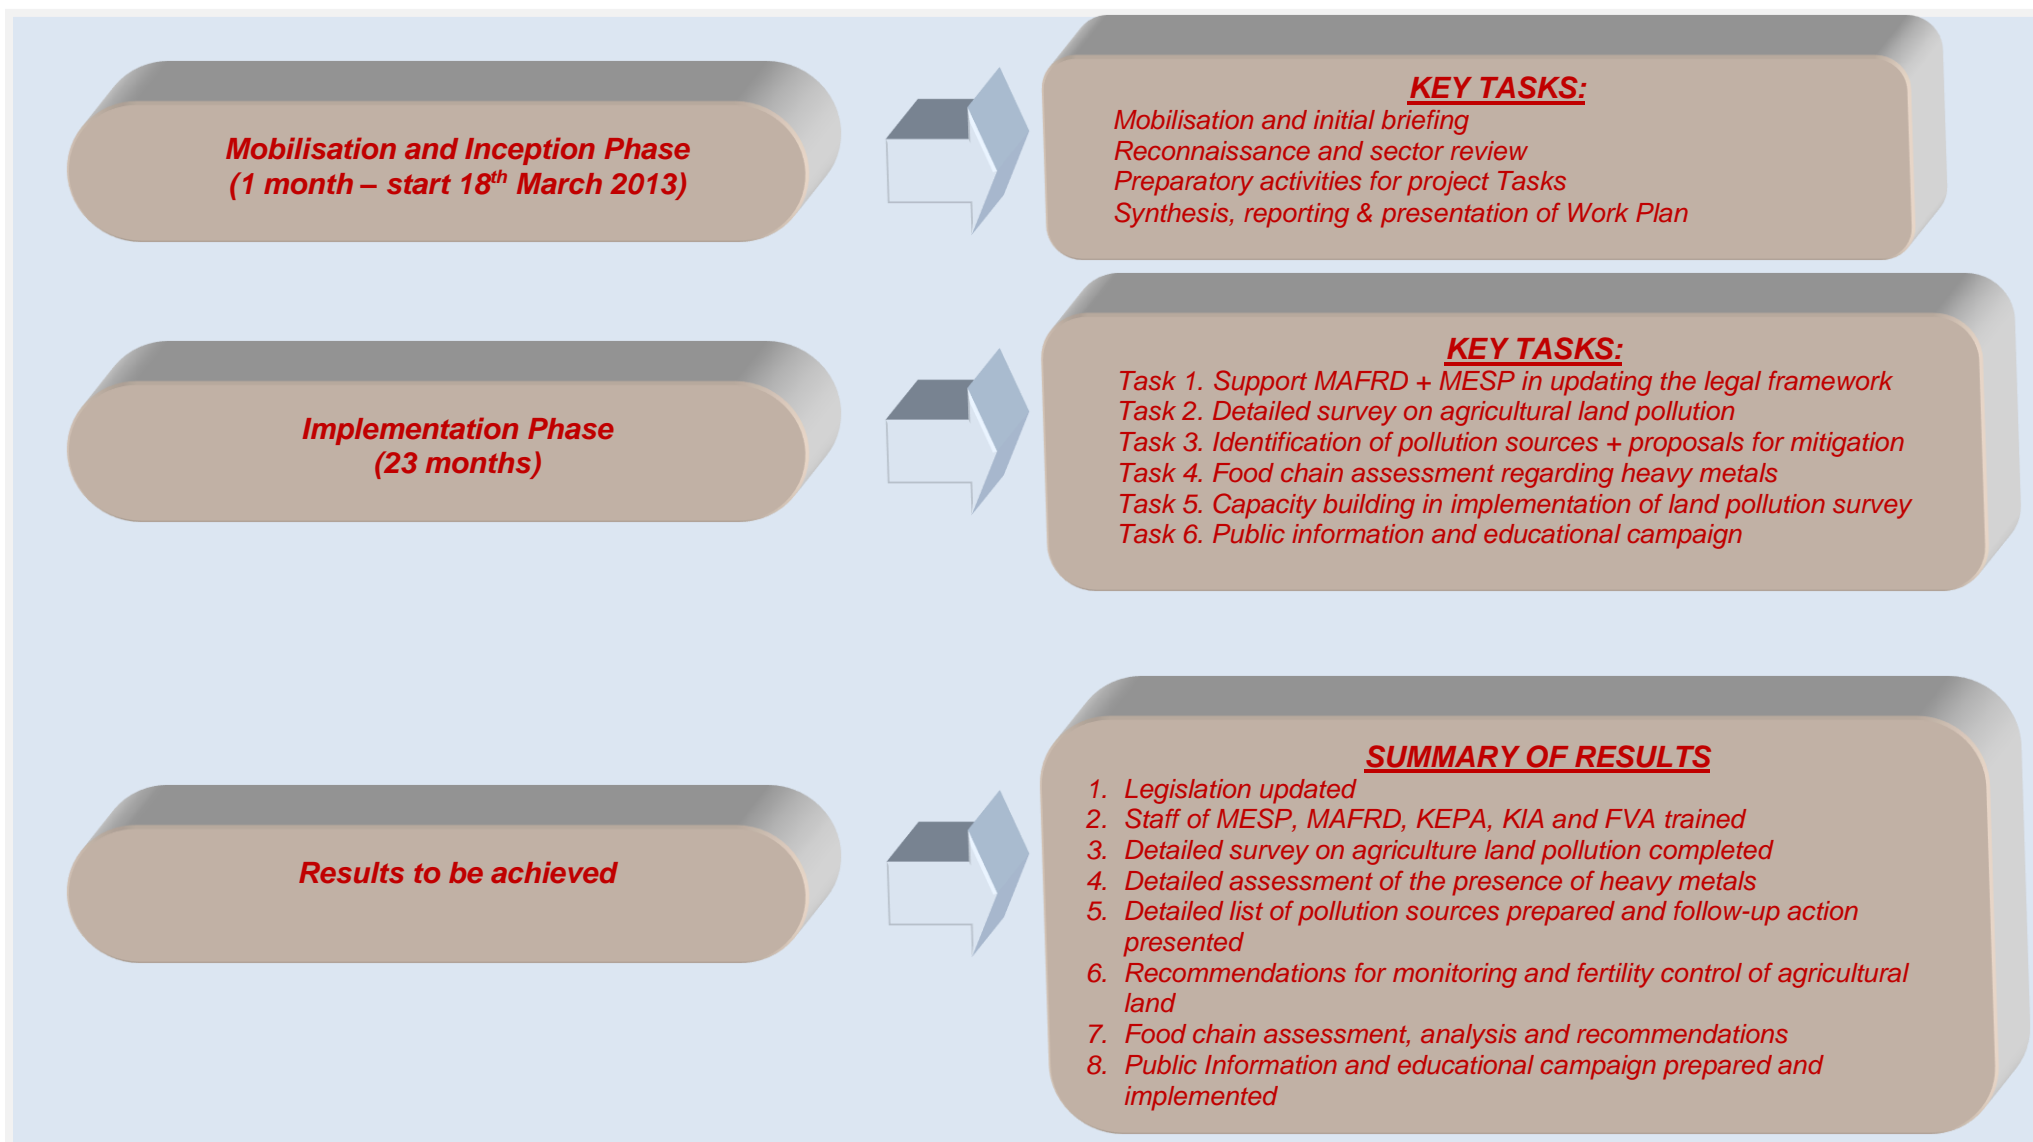 Mobilisation and Inception Phase
(1 month – start 18th March 2013)
KEY TASKS:
Mobilisation and initial briefing
Reconnaissance and sector review
Preparatory activities for project Tasks
Synthesis, reporting & presentation of Work Plan
Implementation Phase
(23 months)
KEY TASKS:
Task 1. Support MAFRD + MESP in updating the legal framework
Task 2. Detailed survey on agricultural land pollution
Task 3. Identification of pollution sources + proposals for mitigation
Task 4. Food chain assessment regarding heavy metals
Task 5. Capacity building in implementation of land pollution survey
Task 6. Public information and educational campaign
Results to be achieved
SUMMARY OF RESULTS
1. Legislation updated
2. Staff of MESP, MAFRD, KEPA, KIA and FVA trained
3. Detailed survey on agriculture land pollution completed
4. Detailed assessment of the presence of heavy metals
5. Detailed list of pollution sources prepared and follow-up action
presented
6. Recommendations for monitoring and fertility control of agricultural
land
7. Food chain assessment, analysis and recommendations
8. Public Information and educational campaign prepared and
implemented